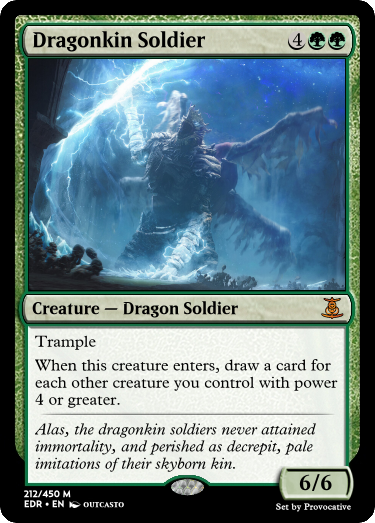 Dragonkin Soldier 4
Creature — Dragon Soldier
Trample
When this creature enters, draw a card for
each other creature you control with power
4 or greater.
Alas, the dragonkin soldiers never attained
immortality, and perished as decrepit, pale
imitations of their skyborn kin.
6/6
212/450 M
EDR • EN OUTCASTO
Set by Provocative